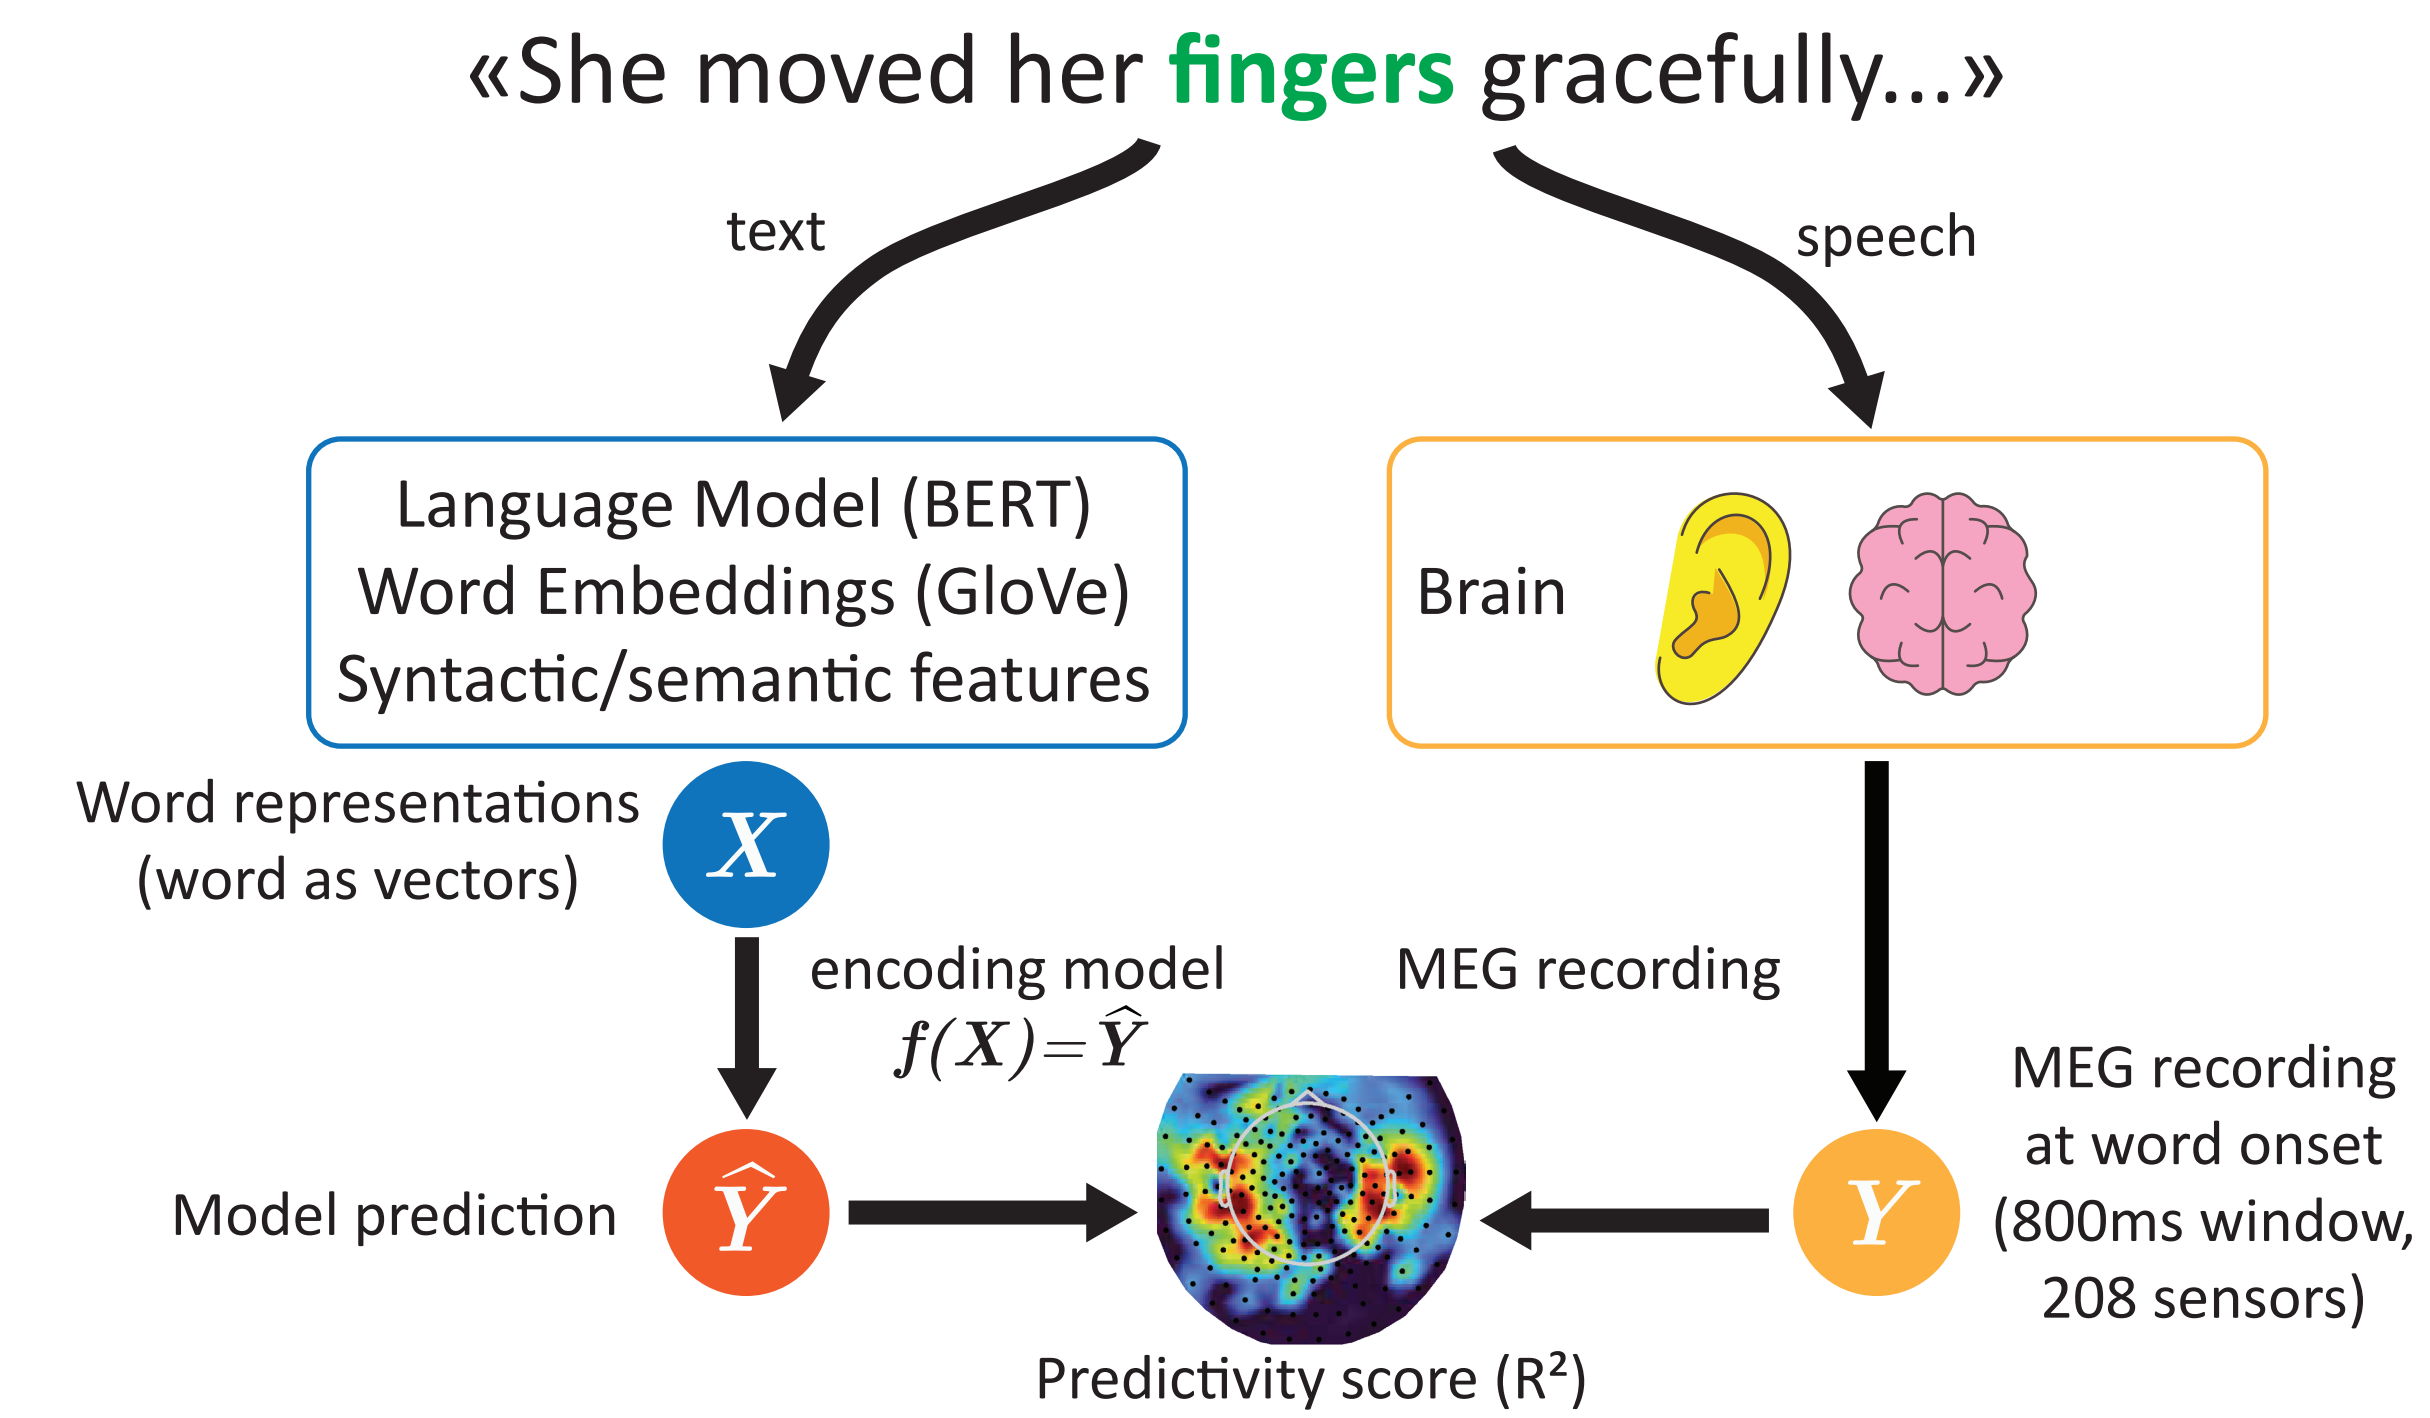 «She moved her fingers gracefully...»
text
speech
Language Model (BERT)
Word Embeddings (GloVe)
Syntactic/semantic features
Brain
Word representations
(word as vectors)
X
encoding model
f(X)=Ŷ
MEG recording
MEG recording
at word onset
(800ms window,
208 sensors)
Model prediction
Ŷ
Y
Predictivity score (R²)